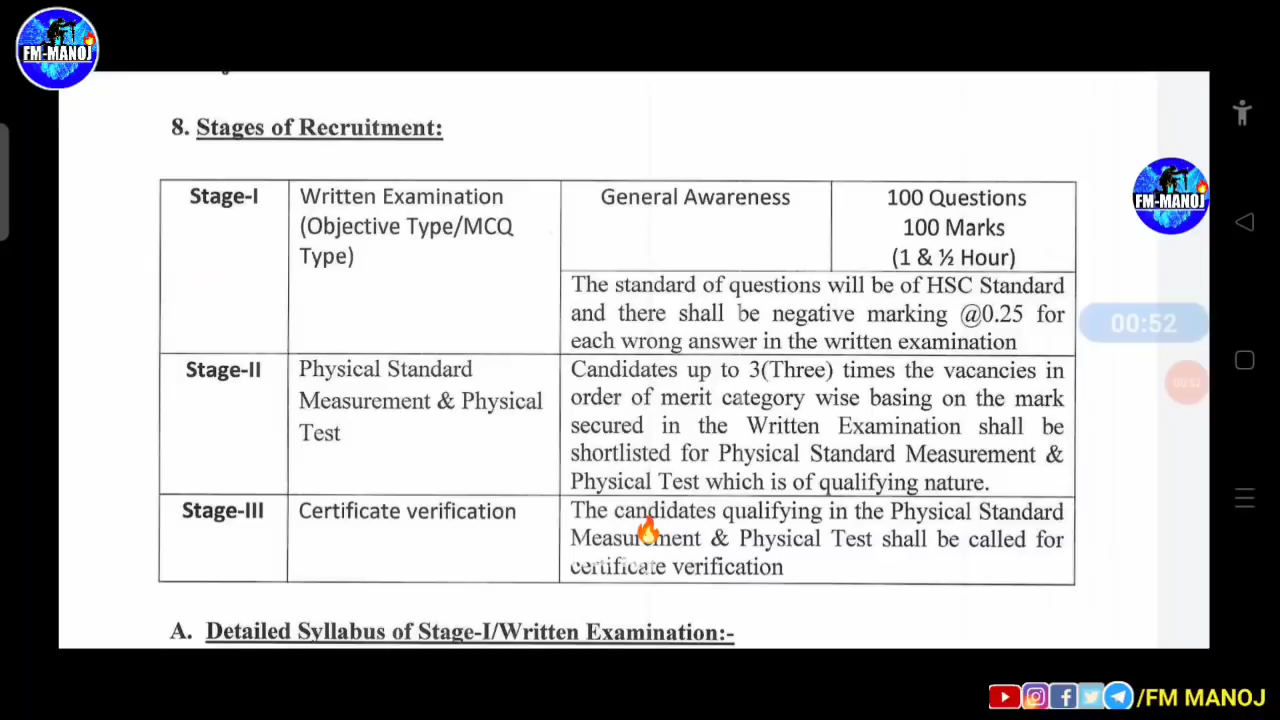 FM-MANOJ
8. Stages of Recruitment:
Stage-I
Written Examination
(Objective Type/MCQ
Type)
General Awareness
100 Questions
100 Marks
(1 & ½ Hour)
The standard of questions will be of HSC Standard
and there shall be negative marking @0.25 for
each wrong answer in the written examination
Stage-II
Physical Standard
Measurement & Physical
Test
Candidates up to 3(Three) times the vacancies in
order of merit category wise basing on the mark
secured in the Written Examination shall be
shortlisted for Physical Standard Measurement &
Physical Test which is of qualifying nature.
Stage-III
Certificate verification
The candidates qualifying in the Physical Standard
Measurement & Physical Test shall be called for
certificate verification
A. Detailed Syllabus of Stage-I/Written Examination:-
FM-MANOJ
00:52
00:52
/FM MANOJ